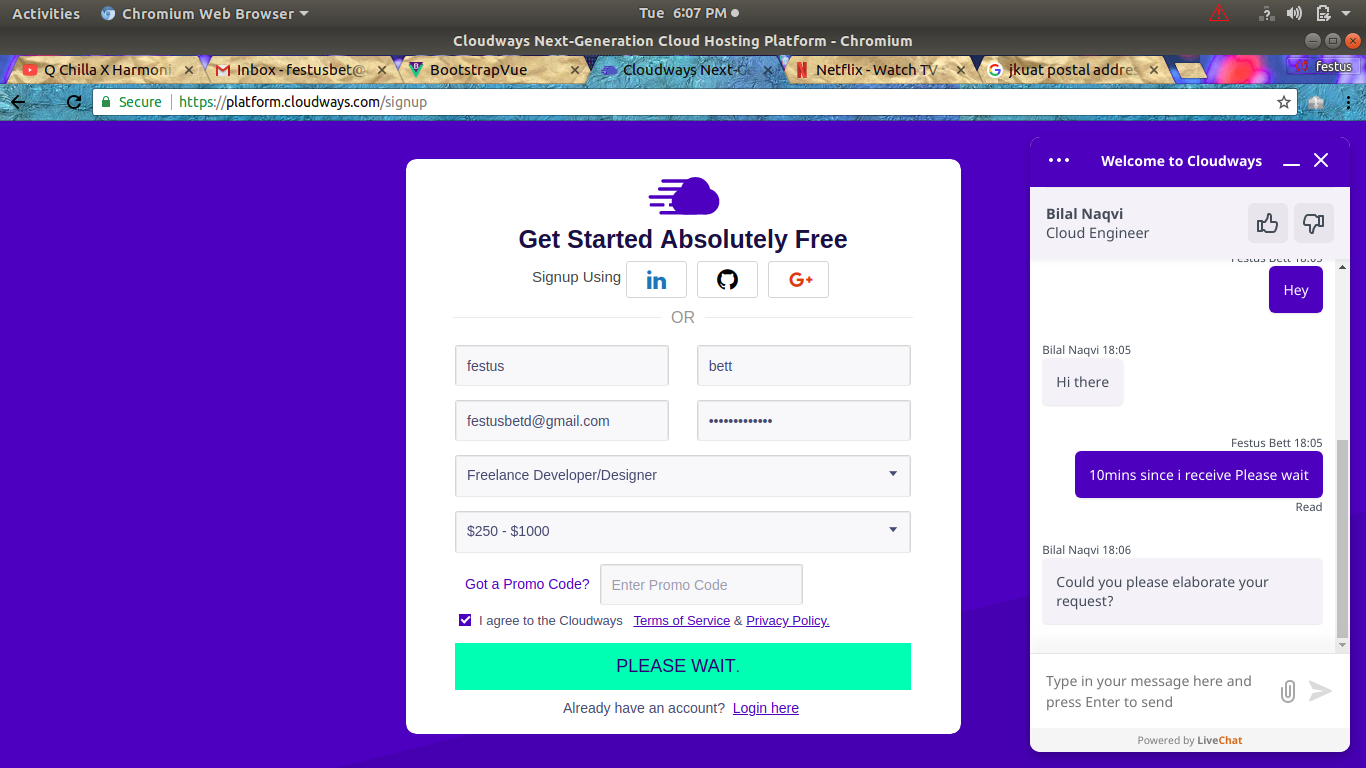 Activities Chromium Web Browser Tue 6:07 PM
Cloudways Next-Generation Cloud Hosting Platform - Chromium
Q Chilla X Harmoni Inbox - festusbet@ BootstrapVue Cloudways Next-Ge Netflix - Watch TV jkuat postal addres festus
Secure https://platform.cloudways.com/signup
Get Started Absolutely Free
Signup Using in G+
OR
festus bett
festusbetd@gmail.com •••••••••••••
Freelance Developer/Designer
$250 - $1000
Got a Promo Code? Enter Promo Code
I agree to the Cloudways Terms of Service & Privacy Policy.
PLEASE WAIT.
Already have an account? Login here
Welcome to Cloudways
Bilal Naqvi
Cloud Engineer
Festus Bett 18:05
Hey
Bilal Naqvi 18:05
Hi there
Festus Bett 18:05
10mins since i receive Please wait
Read
Bilal Naqvi 18:06
Could you please elaborate your
request?
Type in your message here and
press Enter to send
Powered by LiveChat